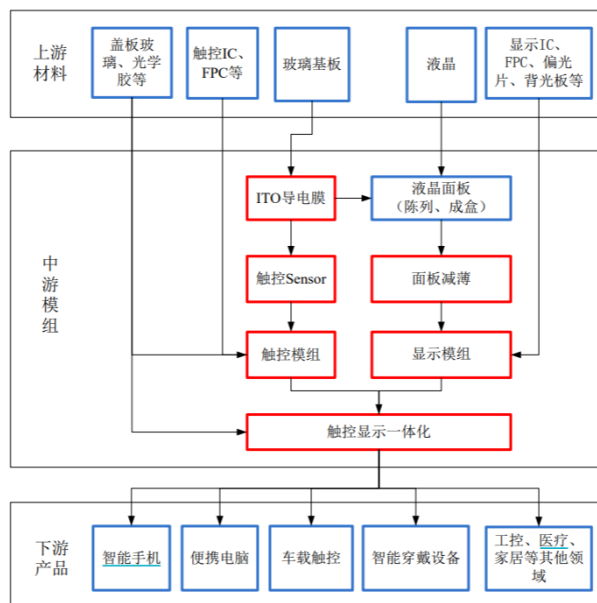 上游
材料
盖板玻
璃、光学
胶等
触控IC、
FPC等
玻璃基板
液晶
显示IC、
FPC、偏光
片、背光板等
中
游
模
组
ITO导电膜
液晶面板
（陈列、成盒）
触控Sensor
面板减薄
触控模组
显示模组
触控显示一体化
下游
产品
智能手机
便携电脑
车载触控
智能穿戴设备
工控、医疗、
家居等其他领
域